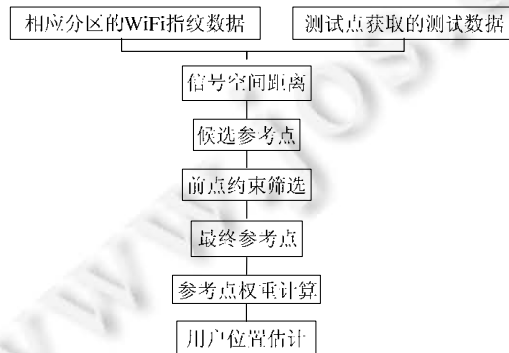 相应分区的WiFi指纹数据
测试点获取的测试数据
信号空间距离
候选参考点
前点约束筛选
最终参考点
参考点权重计算
用户位置估计